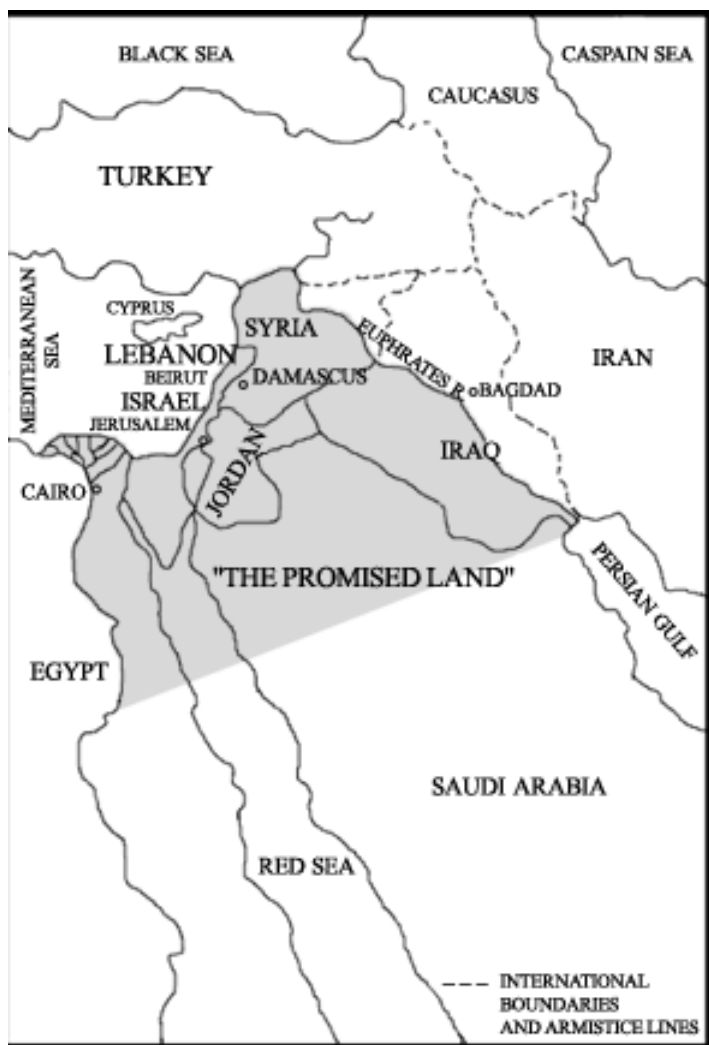 BLACK SEA
CASPAIN SEA
CAUCASUS
TURKEY
MEDITERRANEAN
SEA
CYPRUS
SYRIA
LEBANON
EUPHRATES R.
IRAN
BEIRUT
DAMASCUS
BAGDAD
ISRAEL
JERUSALEM
JORDAN
IRAQ
CAIRO
"THE PROMISED LAND"
PERSIAN GULF
EGYPT
SAUDI ARABIA
RED SEA
INTERNATIONAL
BOUNDARIES
AND ARMISTICE LINES